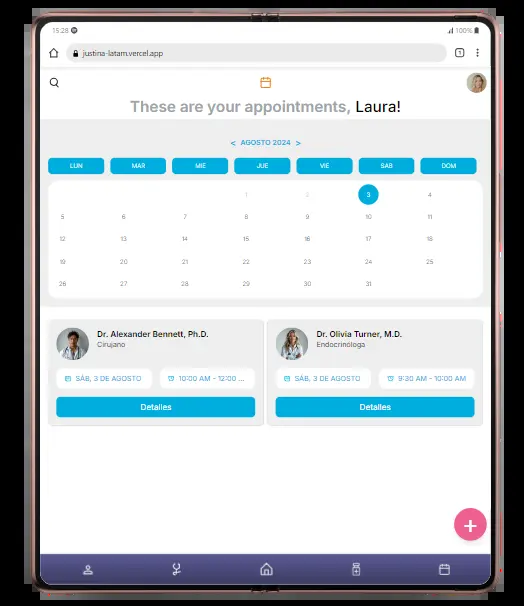 15:28 100%
justina-latam.vercel.app 1
These are your appointments, Laura!
< AGOSTO 2024 >
LUN MAR MIE JUE VIE SAB DOM
1 2 3 4
5 6 7 8 9 10 11
12 13 14 15 16 17 18
19 20 21 22 23 24 25
26 27 28 29 30 31
Dr. Alexander Bennett, Ph.D.
Cirujano
SÁB, 3 DE AGOSTO 10:00 AM - 12:00 ...
Detalles
Dr. Olivia Turner, M.D.
Endocrinóloga
SÁB, 3 DE AGOSTO 9:30 AM - 10:00 AM
Detalles
+